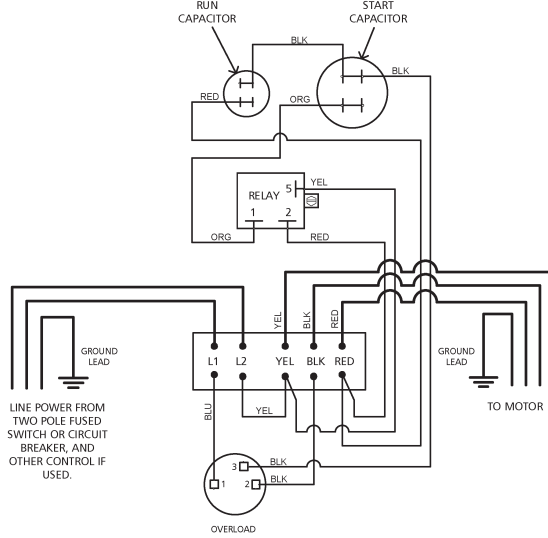 RUN
CAPACITOR
START
CAPACITOR
BLK
BLK
RED
ORG
RELAY
5
YEL
1
2
ORG
RED
YEL
BLK
RED
L1
L2
YEL
BLK
RED
GROUND
LEAD
GROUND
LEAD
LINE POWER FROM
TWO POLE FUSED
SWITCH OR CIRCUIT
BREAKER, AND
OTHER CONTROL IF
USED.
TO MOTOR
BLU
YEL
3
BLK
1
2
BLK
OVERLOAD